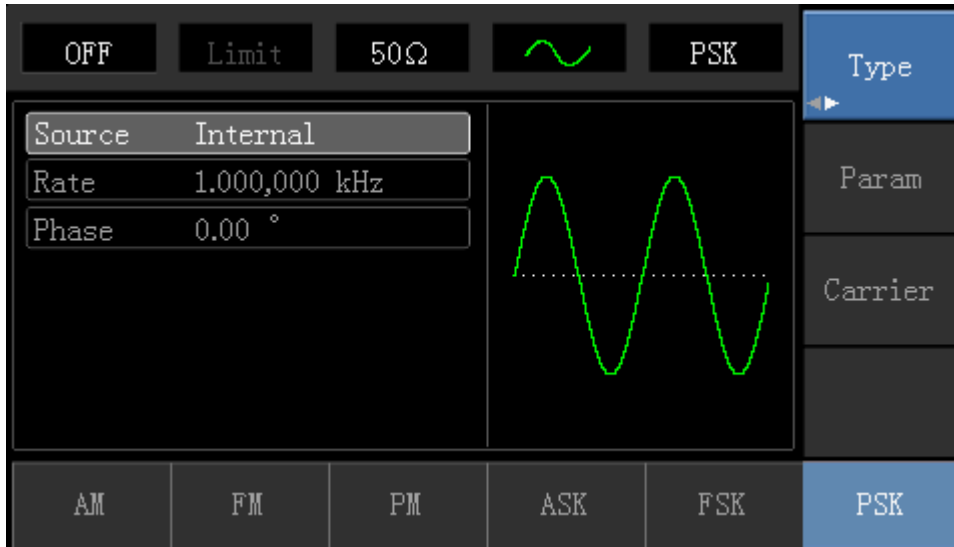 OFF Limit 50Ω PSK
Type
Source Internal
Rate 1.000,000 kHz
Phase 0.00 °
Param
Carrier
AM FM PM ASK FSK PSK